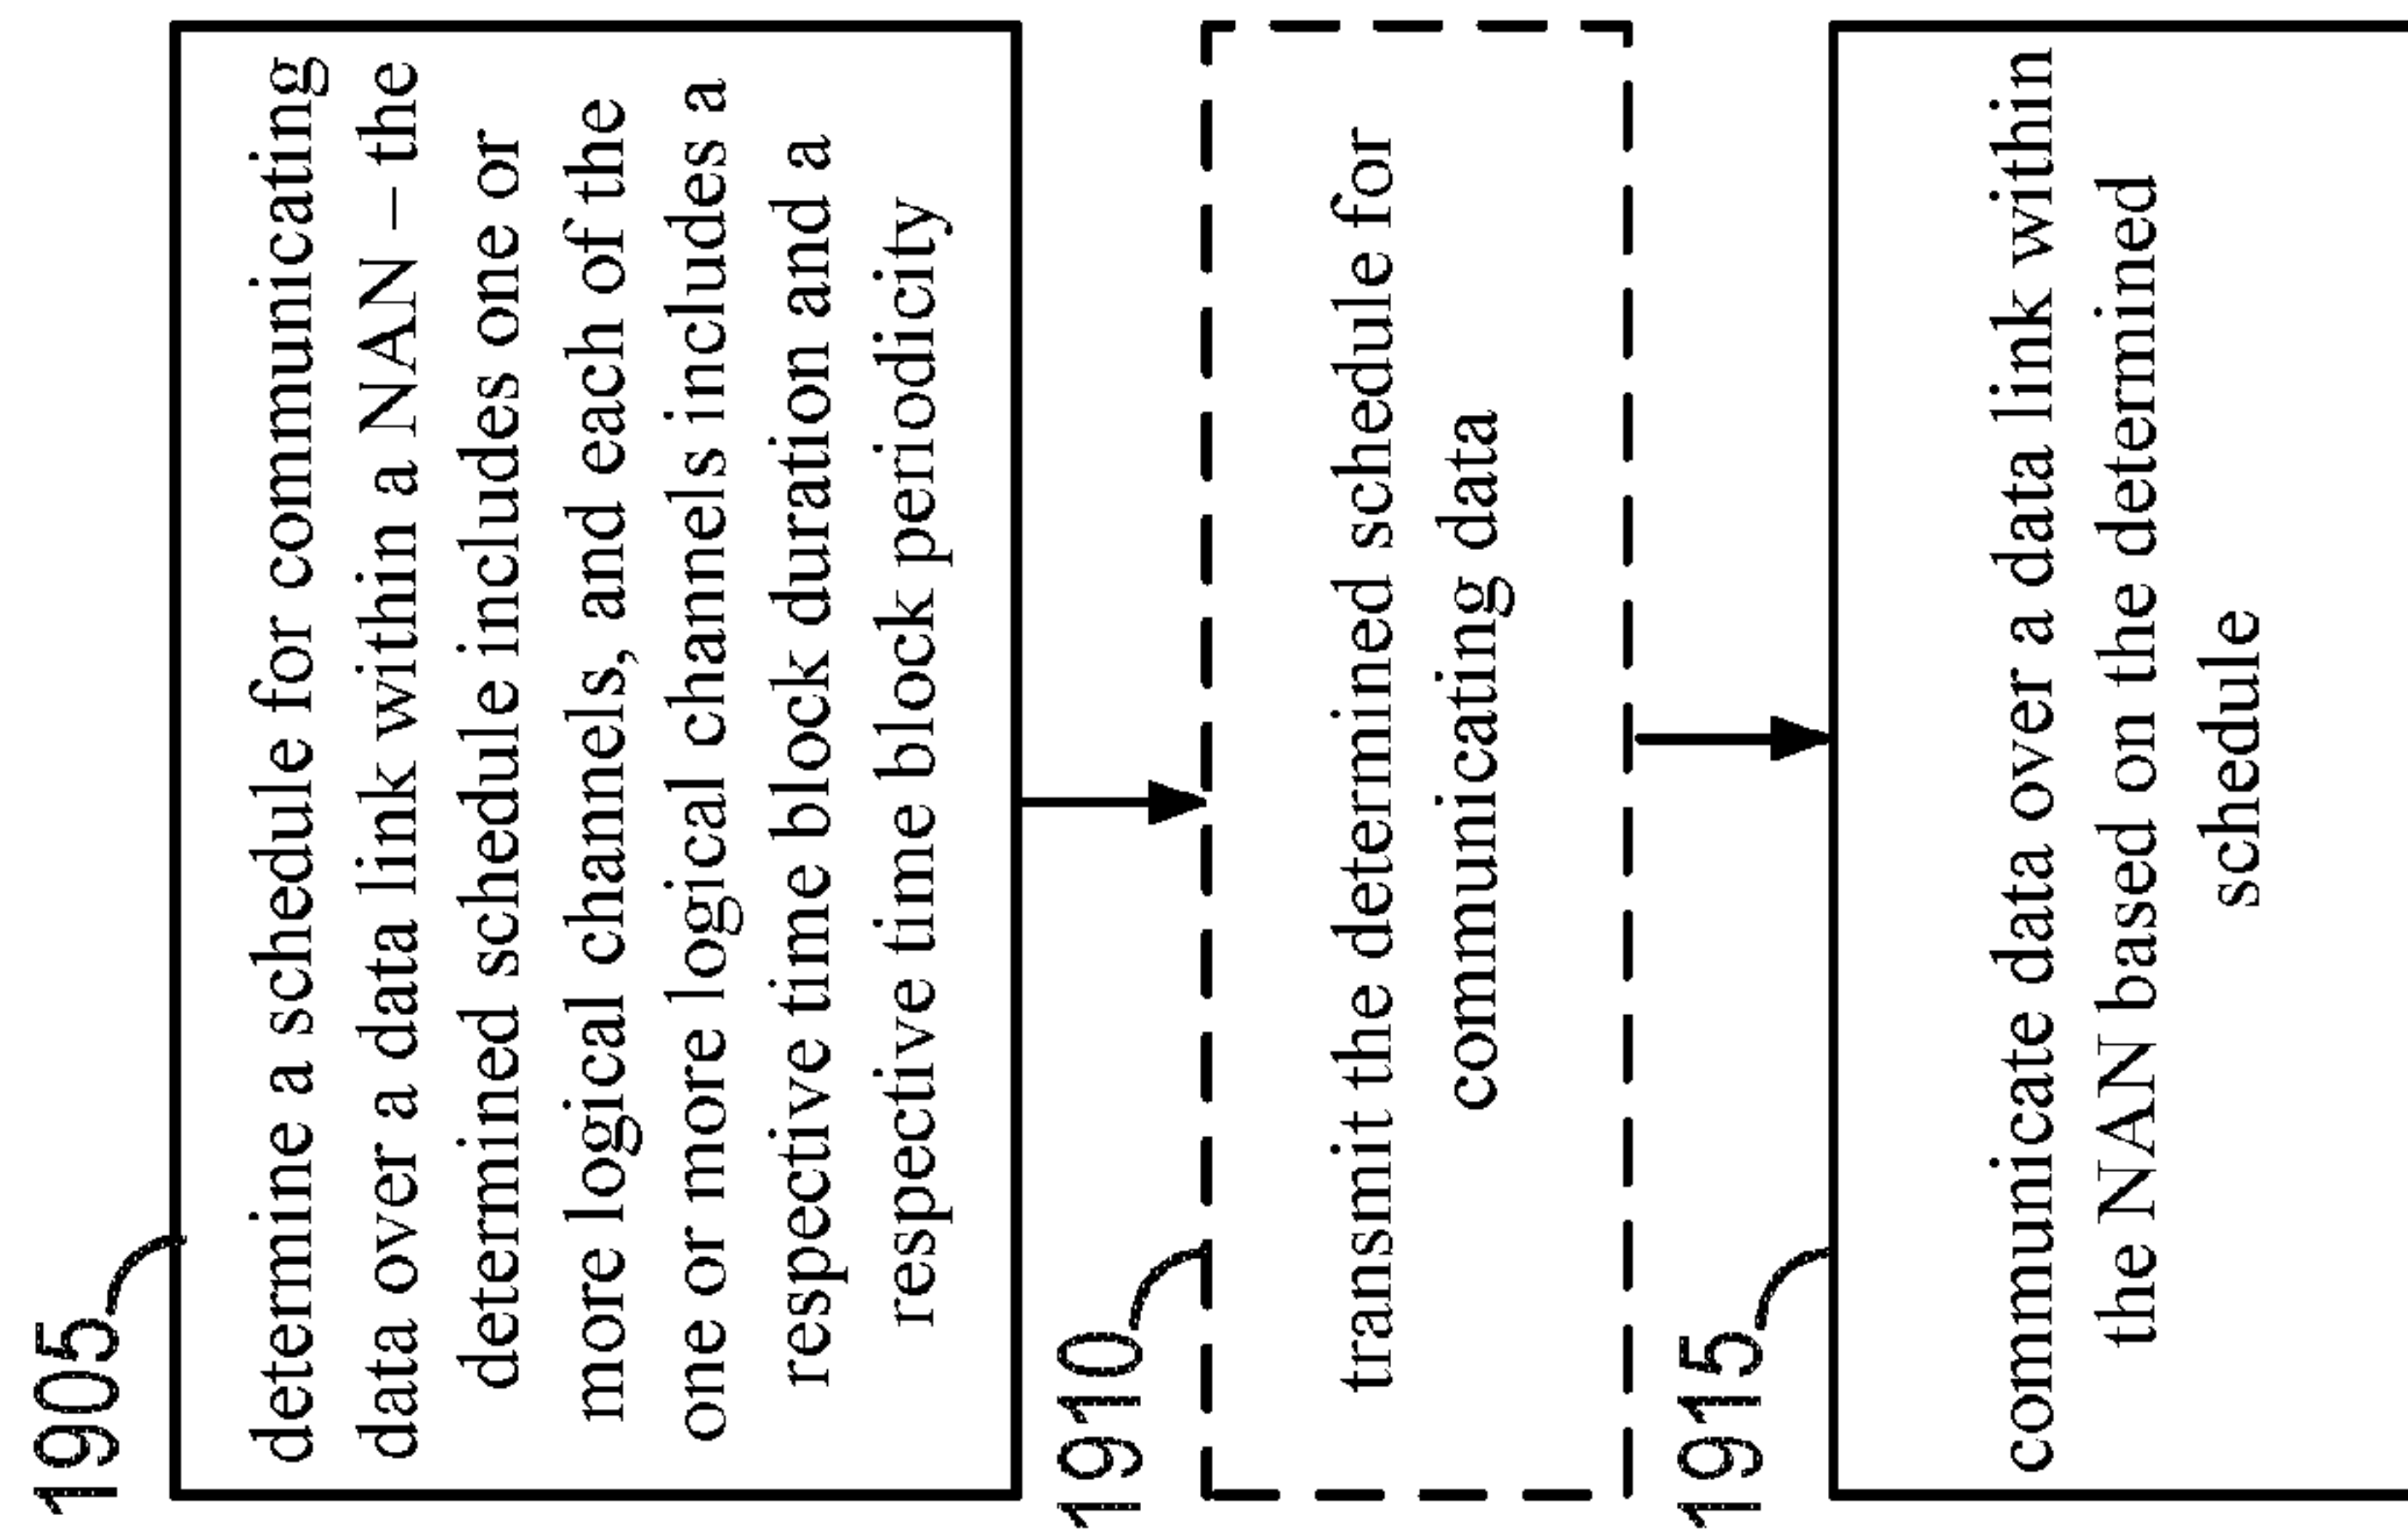 1905
determine a schedule for communicating
data over a data link within a NAN – the
determined schedule includes one or
more logical channels, and each of the
one or more logical channels includes a
respective time block duration and a
respective time block periodicity
1910
transmit the determined schedule for
communicating data
1915
communicate data over a data link within
the NAN based on the determined
schedule